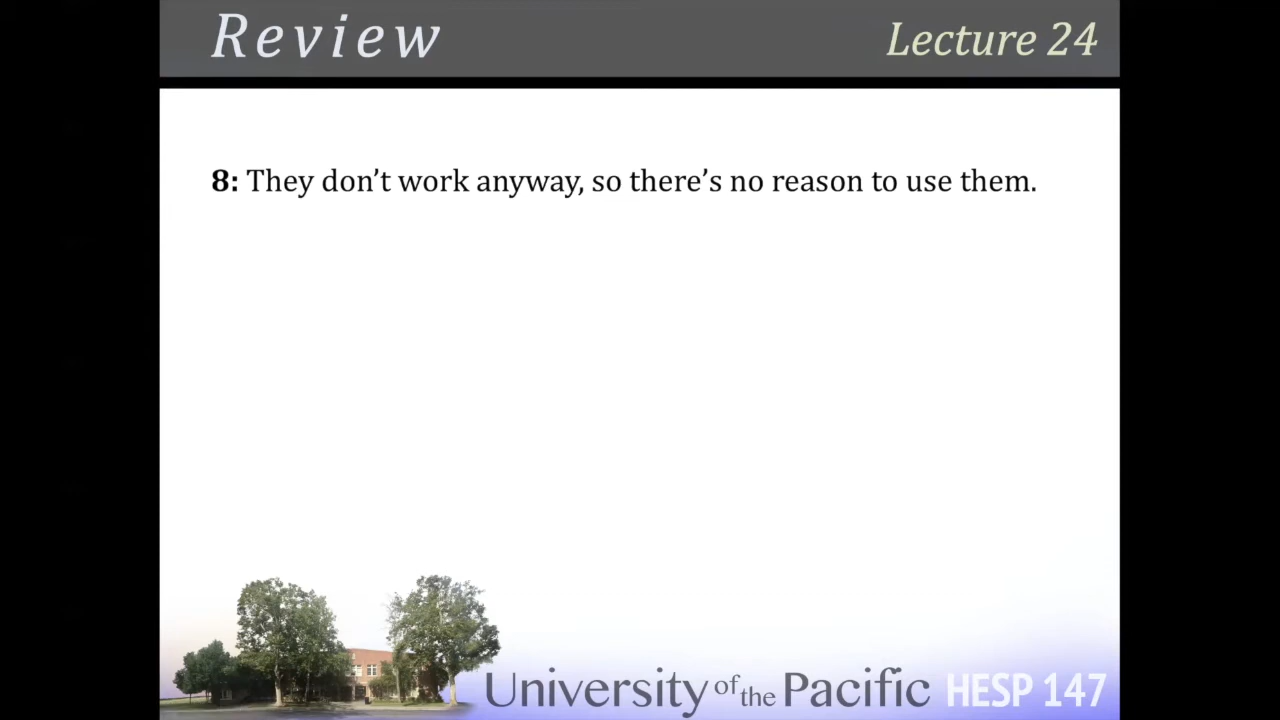 Review
Lecture 24
8: They don't work anyway, so there's no reason to use them.
University of the Pacific HESP 147